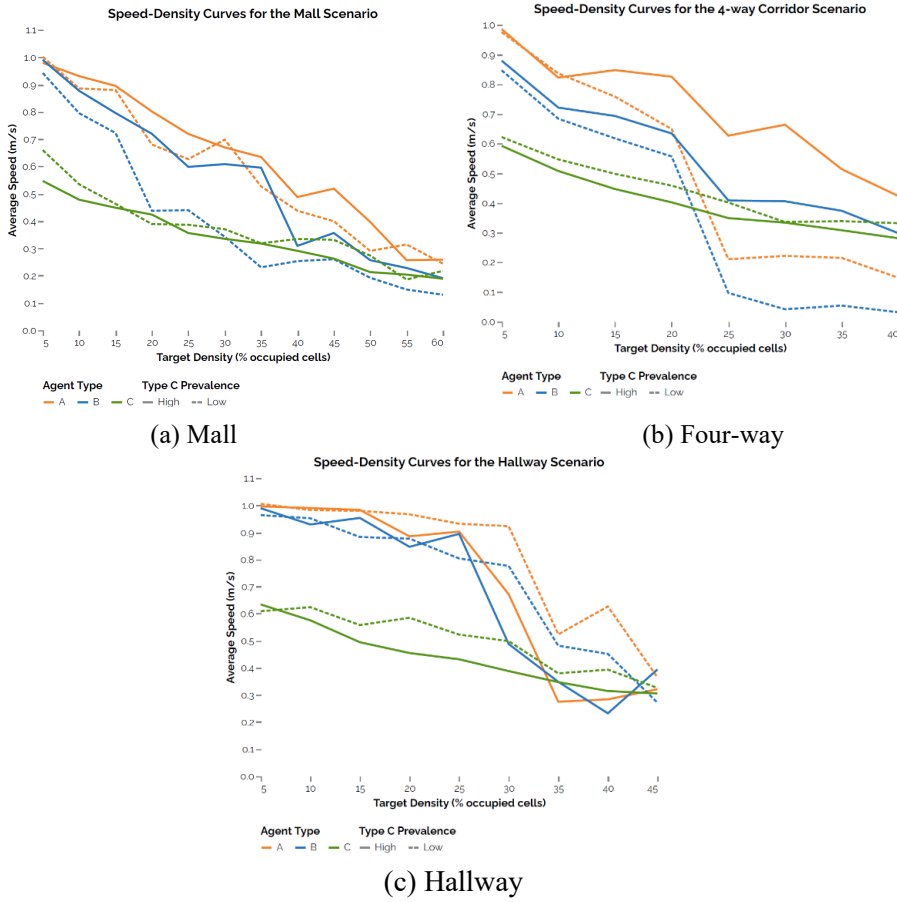 Speed-Density Curves for the Mall Scenario
1.1
1.0
0.9
0.8
0.7
0.6
0.5
0.4
0.3
0.2
0.1
0.0
Average Speed (m/s)
5 10 15 20 25 30 35 40 45 50 55 60
Target Density (% occupied cells)
Agent Type Type C Prevalence
A B C High Low
(a) Mall
Speed-Density Curves for the 4-way Corridor Scenario
1.0
0.9
0.8
0.7
0.6
0.5
0.4
0.3
0.2
0.1
0.0
Average Speed (m/s)
5 10 15 20 25 30 35 40
Target Density (% occupied cells)
Agent Type Type C Prevalence
A B C High Low
(b) Four-way
Speed-Density Curves for the Hallway Scenario
1.1
1.0
0.9
0.8
0.7
0.6
0.5
0.4
0.3
0.2
0.1
0.0
Average Speed (m/s)
5 10 15 20 25 30 35 40 45
Target Density (% occupied cells)
Agent Type Type C Prevalence
A B C High Low
(c) Hallway